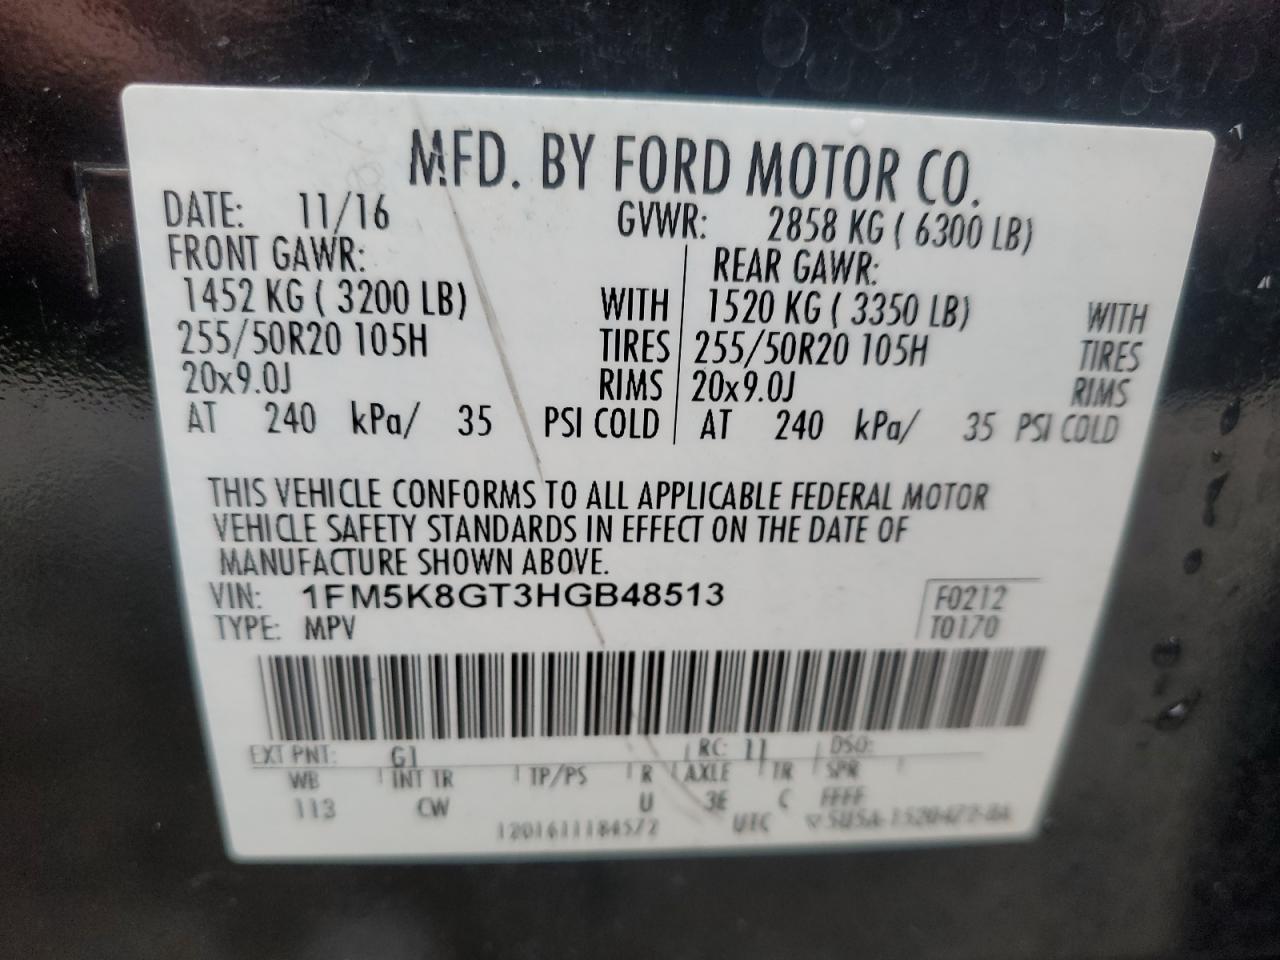 MFD. BY FORD MOTOR CO.
DATE: 11/16 GVWR: 2858 KG ( 6300 LB)
FRONT GAWR: REAR GAWR:
1452 KG ( 3200 LB) WITH 1520 KG ( 3350 LB) WITH
255/50R20 105H TIRES 255/50R20 105H TIRES
20x9.0J RIMS 20x9.0J RIMS
AT 240 kPa/ 35 PSI COLD AT 240 kPa/ 35 PSI COLD
THIS VEHICLE CONFORMS TO ALL APPLICABLE FEDERAL MOTOR
VEHICLE SAFETY STANDARDS IN EFFECT ON THE DATE OF
MANUFACTURE SHOWN ABOVE.
VIN: 1FM5K8GT3HGB48513 F0212
TYPE: MPV T0170
EXT PNT: G1 RC: 11 DSO:
WB INT TR TP/PS R AXLE TR SPR
113 CW U 3E C FFFF
1201611184572 UTC